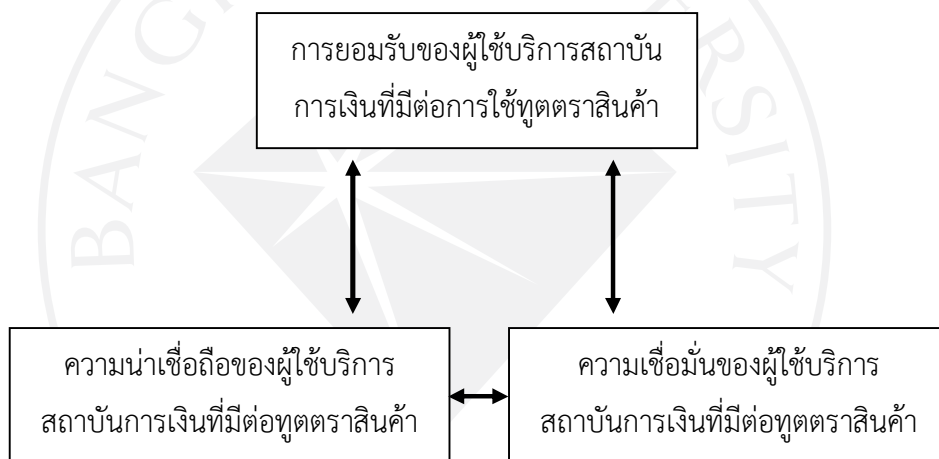 การยอมรับของผู้ใช้บริการสถาบัน
การเงินที่มีต่อการใช้ทูตตราสินค้า
ความน่าเชื่อถือของผู้ใช้บริการ
สถาบันการเงินที่มีต่อทูตตราสินค้า
ความเชื่อมั่นของผู้ใช้บริการ
สถาบันการเงินที่มีต่อทูตตราสินค้า